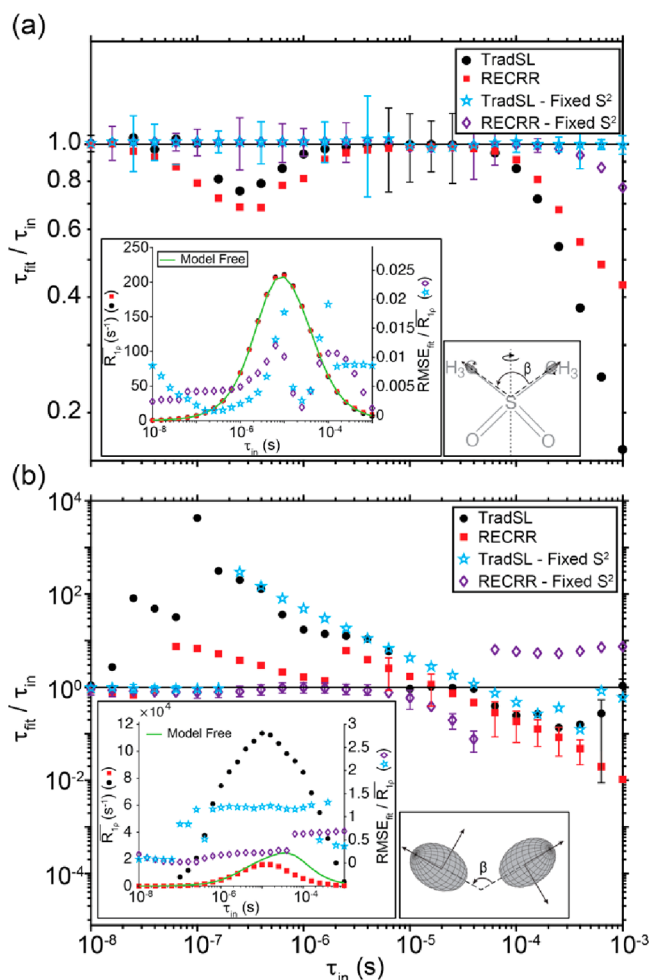 (a)
TradSL
RECRR
TradSL - Fixed S²
RECRR - Fixed S²
1.0
0.8
0.6
0.4
0.2
τfit / τin
250
200
150
100
50
0
Model Free
R1ρ (s⁻¹) (■ ●)
0.025
0.02
0.015
0.01
0.005
0
RMSEfit / R1ρ (◇ ☆)
10⁻⁸ 10⁻⁶ 10⁻⁴
τin (s)
β
H₃C CH₃
S
O O
(b)
TradSL
RECRR
TradSL - Fixed S²
RECRR - Fixed S²
10⁴
10²
10⁰
10⁻²
10⁻⁴
τfit / τin
×10⁴
12
10
8
6
4
2
0
Model Free
R1ρ (s⁻¹) (■ ●)
3
2.5
2
1.5
1
0.5
0
RMSEfit / R1ρ (◇ ☆)
10⁻⁸ 10⁻⁶ 10⁻⁴
τin (s)
β
10⁻⁸ 10⁻⁷ 10⁻⁶ 10⁻⁵ 10⁻⁴ 10⁻³
τin (s)